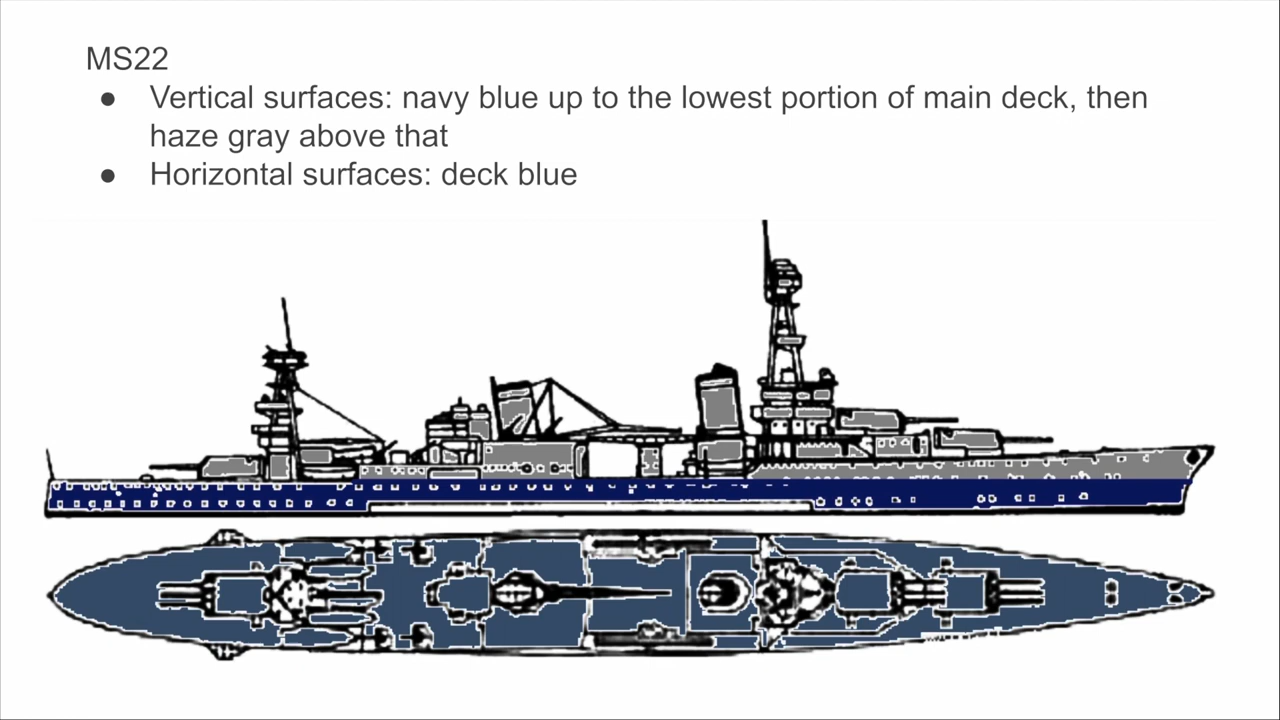 MS22
● Vertical surfaces: navy blue up to the lowest portion of main deck, then
haze gray above that
● Horizontal surfaces: deck blue